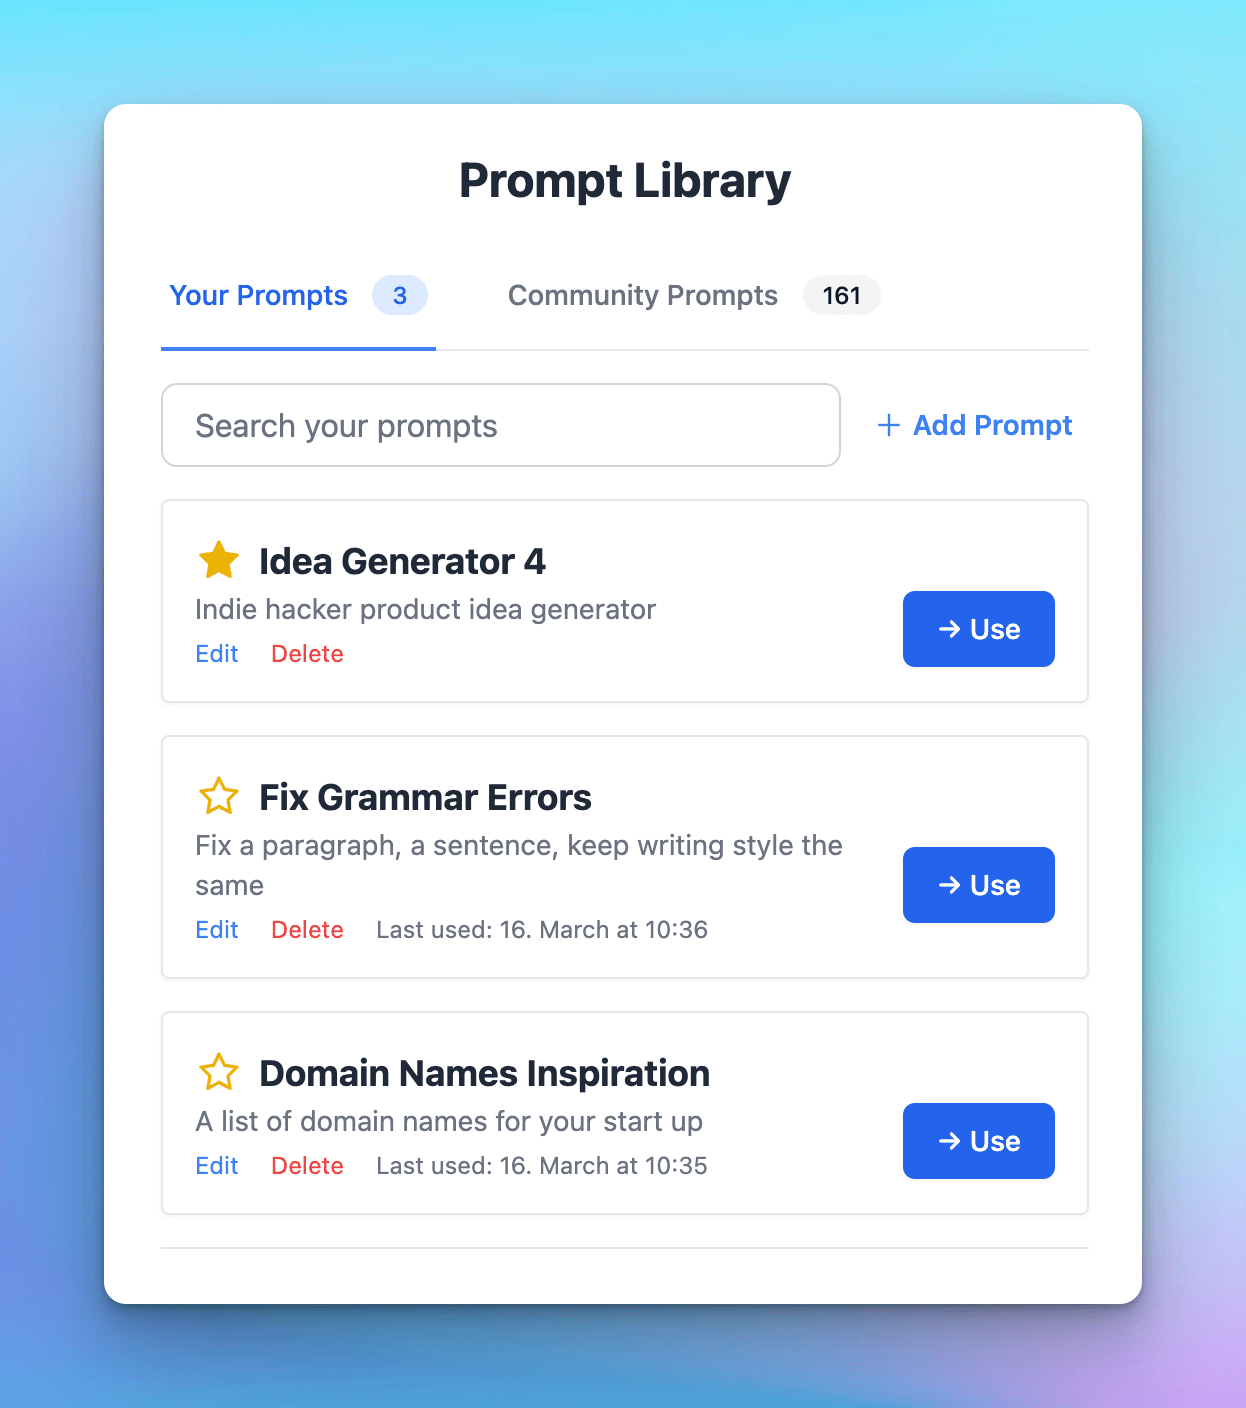 Prompt Library
Your Prompts 3 Community Prompts 161
Search your prompts
+ Add Prompt
Idea Generator 4
Indie hacker product idea generator
Edit Delete
→ Use
Fix Grammar Errors
Fix a paragraph, a sentence, keep writing style the
same
Edit Delete Last used: 16. March at 10:36
→ Use
Domain Names Inspiration
A list of domain names for your start up
Edit Delete Last used: 16. March at 10:35
→ Use